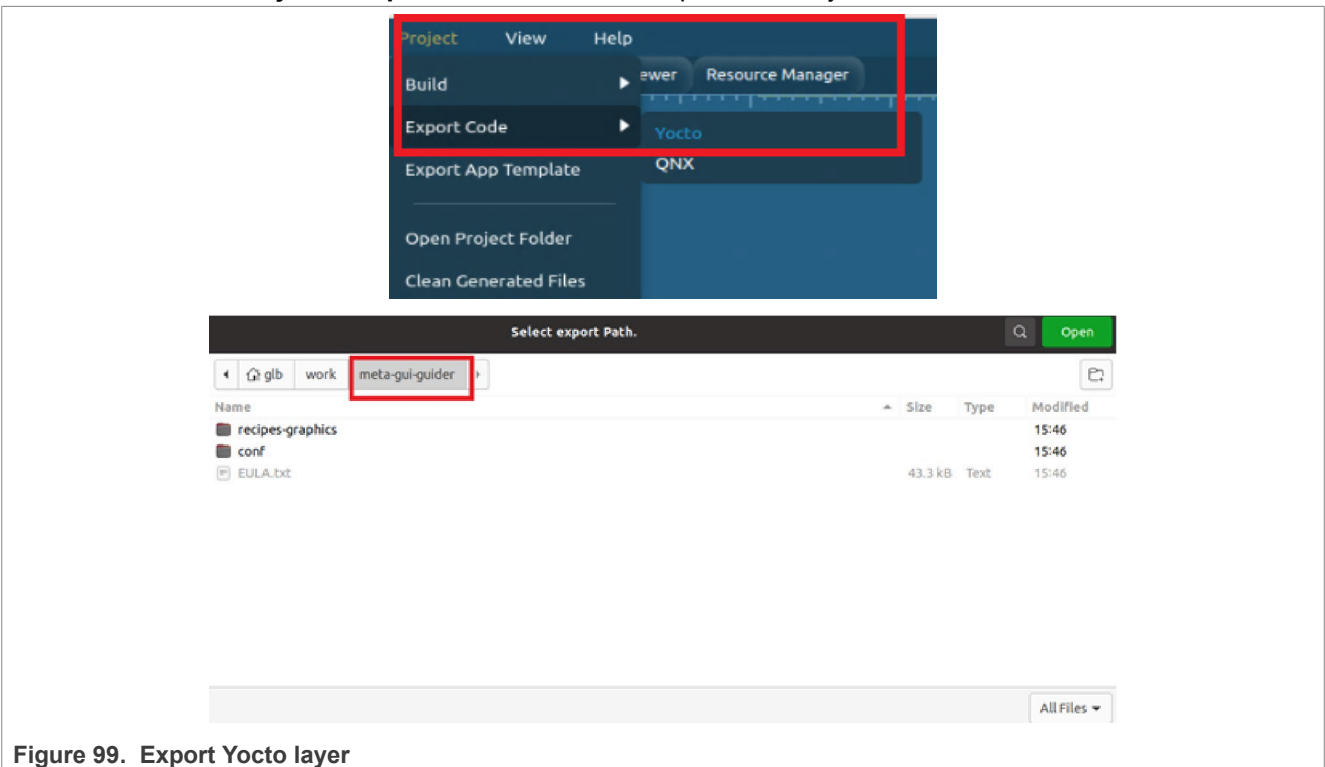 Project View Help
Build ewer Resource Manager
Export Code Yocto
Export App Template QNX
Open Project Folder
Clean Generated Files
Select export Path. Open
glb work meta-gui-guider
Name Size Type Modified
recipes-graphics 15:46
conf 15:46
EULA.txt 43.3 kB Text 15:46
All Files
Figure 99. Export Yocto layer